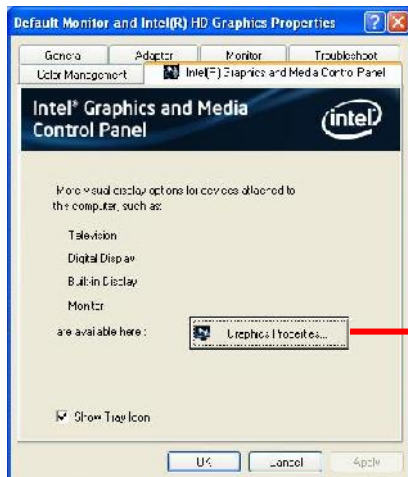 Default Monitor and Intel(R) HD Graphics Properties
General Adapter Monitor Troubleshoot
Color Management Intel(R) Graphics and Media Control Panel
Intel® Graphics and Media
Control Panel
intel
More visual display options for devices attached to
the computer, such as:
Television
Digital Display
Built-in Display
Monitor
are available here : Graphics Properties...
Show Tray Icon
OK Cancel Apply